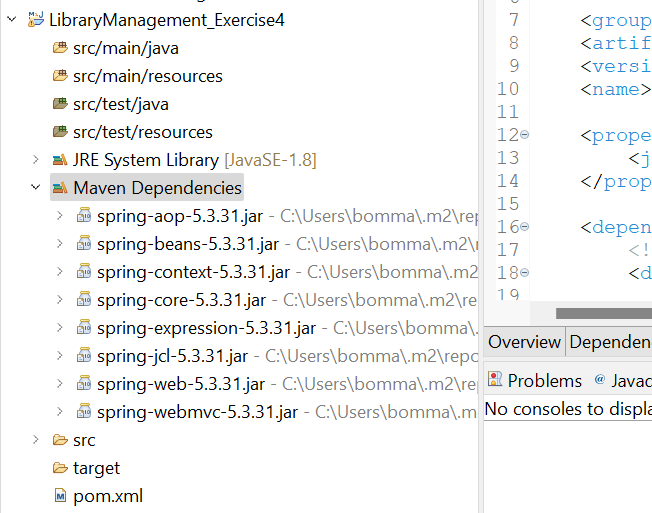 LibraryManagement_Exercise4
src/main/java
src/main/resources
src/test/java
src/test/resources
JRE System Library [JavaSE-1.8]
Maven Dependencies
spring-aop-5.3.31.jar - C:\Users\bomma\.m2\rep
spring-beans-5.3.31.jar - C:\Users\bomma\.m2\r
spring-context-5.3.31.jar - C:\Users\bomma\.m
spring-core-5.3.31.jar - C:\Users\bomma\.m2\re
spring-expression-5.3.31.jar - C:\Users\bomma\
spring-jcl-5.3.31.jar - C:\Users\bomma\.m2\repo
spring-web-5.3.31.jar - C:\Users\bomma\.m2\re
spring-webmvc-5.3.31.jar - C:\Users\bomma\.m
src
target
pom.xml
7 <group
8 <artif
9 <versi
10 <name>
11
12 <prope
13 <j
14 </prop
15
16 <depen
17 <!
18 <d
19
Overview Dependen
Problems @ Javad
No consoles to displa